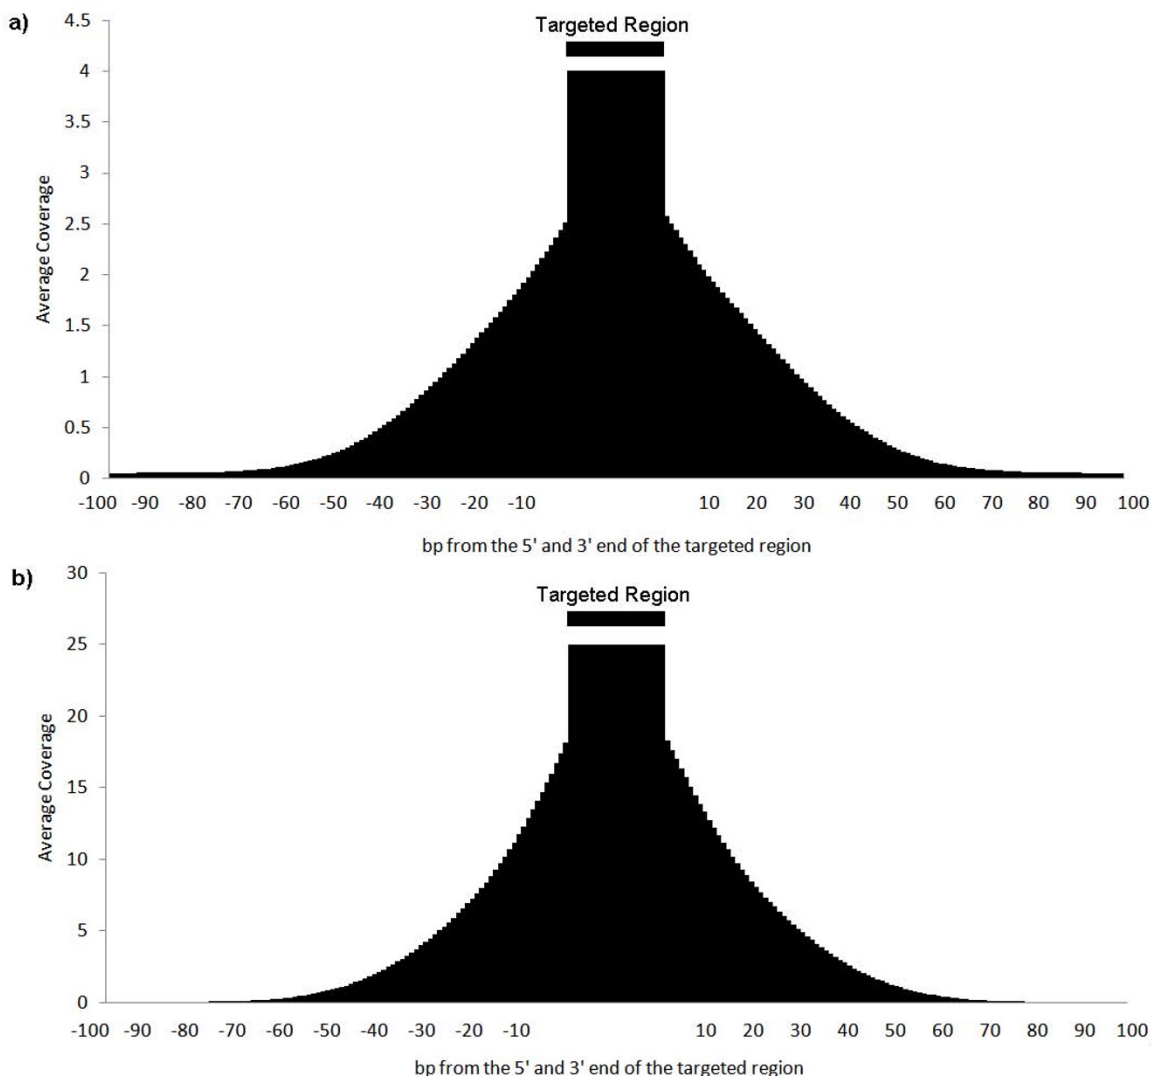 a)
Targeted Region
4.5
4
3.5
3
2.5
2
1.5
1
0.5
0
Average Coverage
-100 -90 -80 -70 -60 -50 -40 -30 -20 -10 10 20 30 40 50 60 70 80 90 100
bp from the 5' and 3' end of the targeted region
b)
Targeted Region
30
25
20
15
10
5
0
Average Coverage
-100 -90 -80 -70 -60 -50 -40 -30 -20 -10 10 20 30 40 50 60 70 80 90 100
bp from the 5' and 3' end of the targeted region